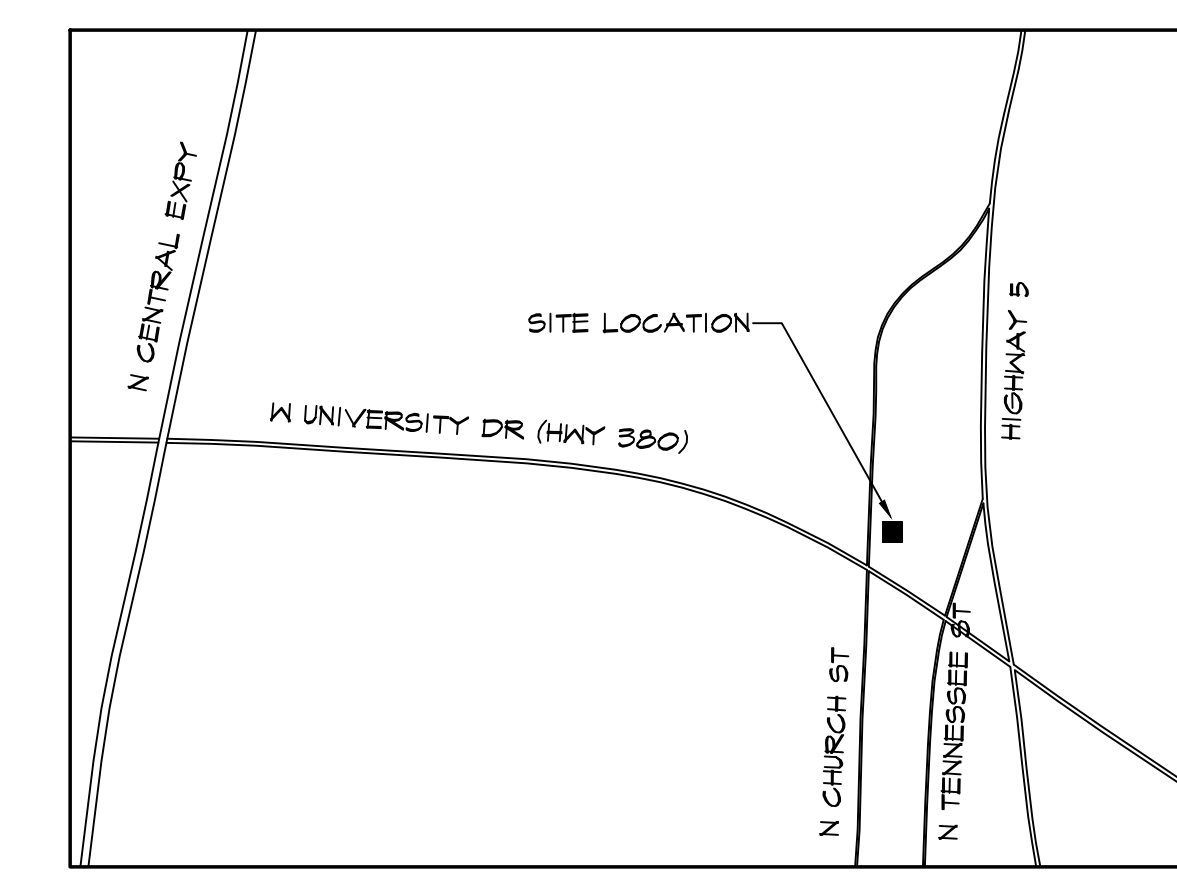 N CENTRAL EXPY
SITE LOCATION
HIGHWAY 5
W UNIVERSITY DR (HWY 380)
N CHURCH ST
N TENNESSEE ST